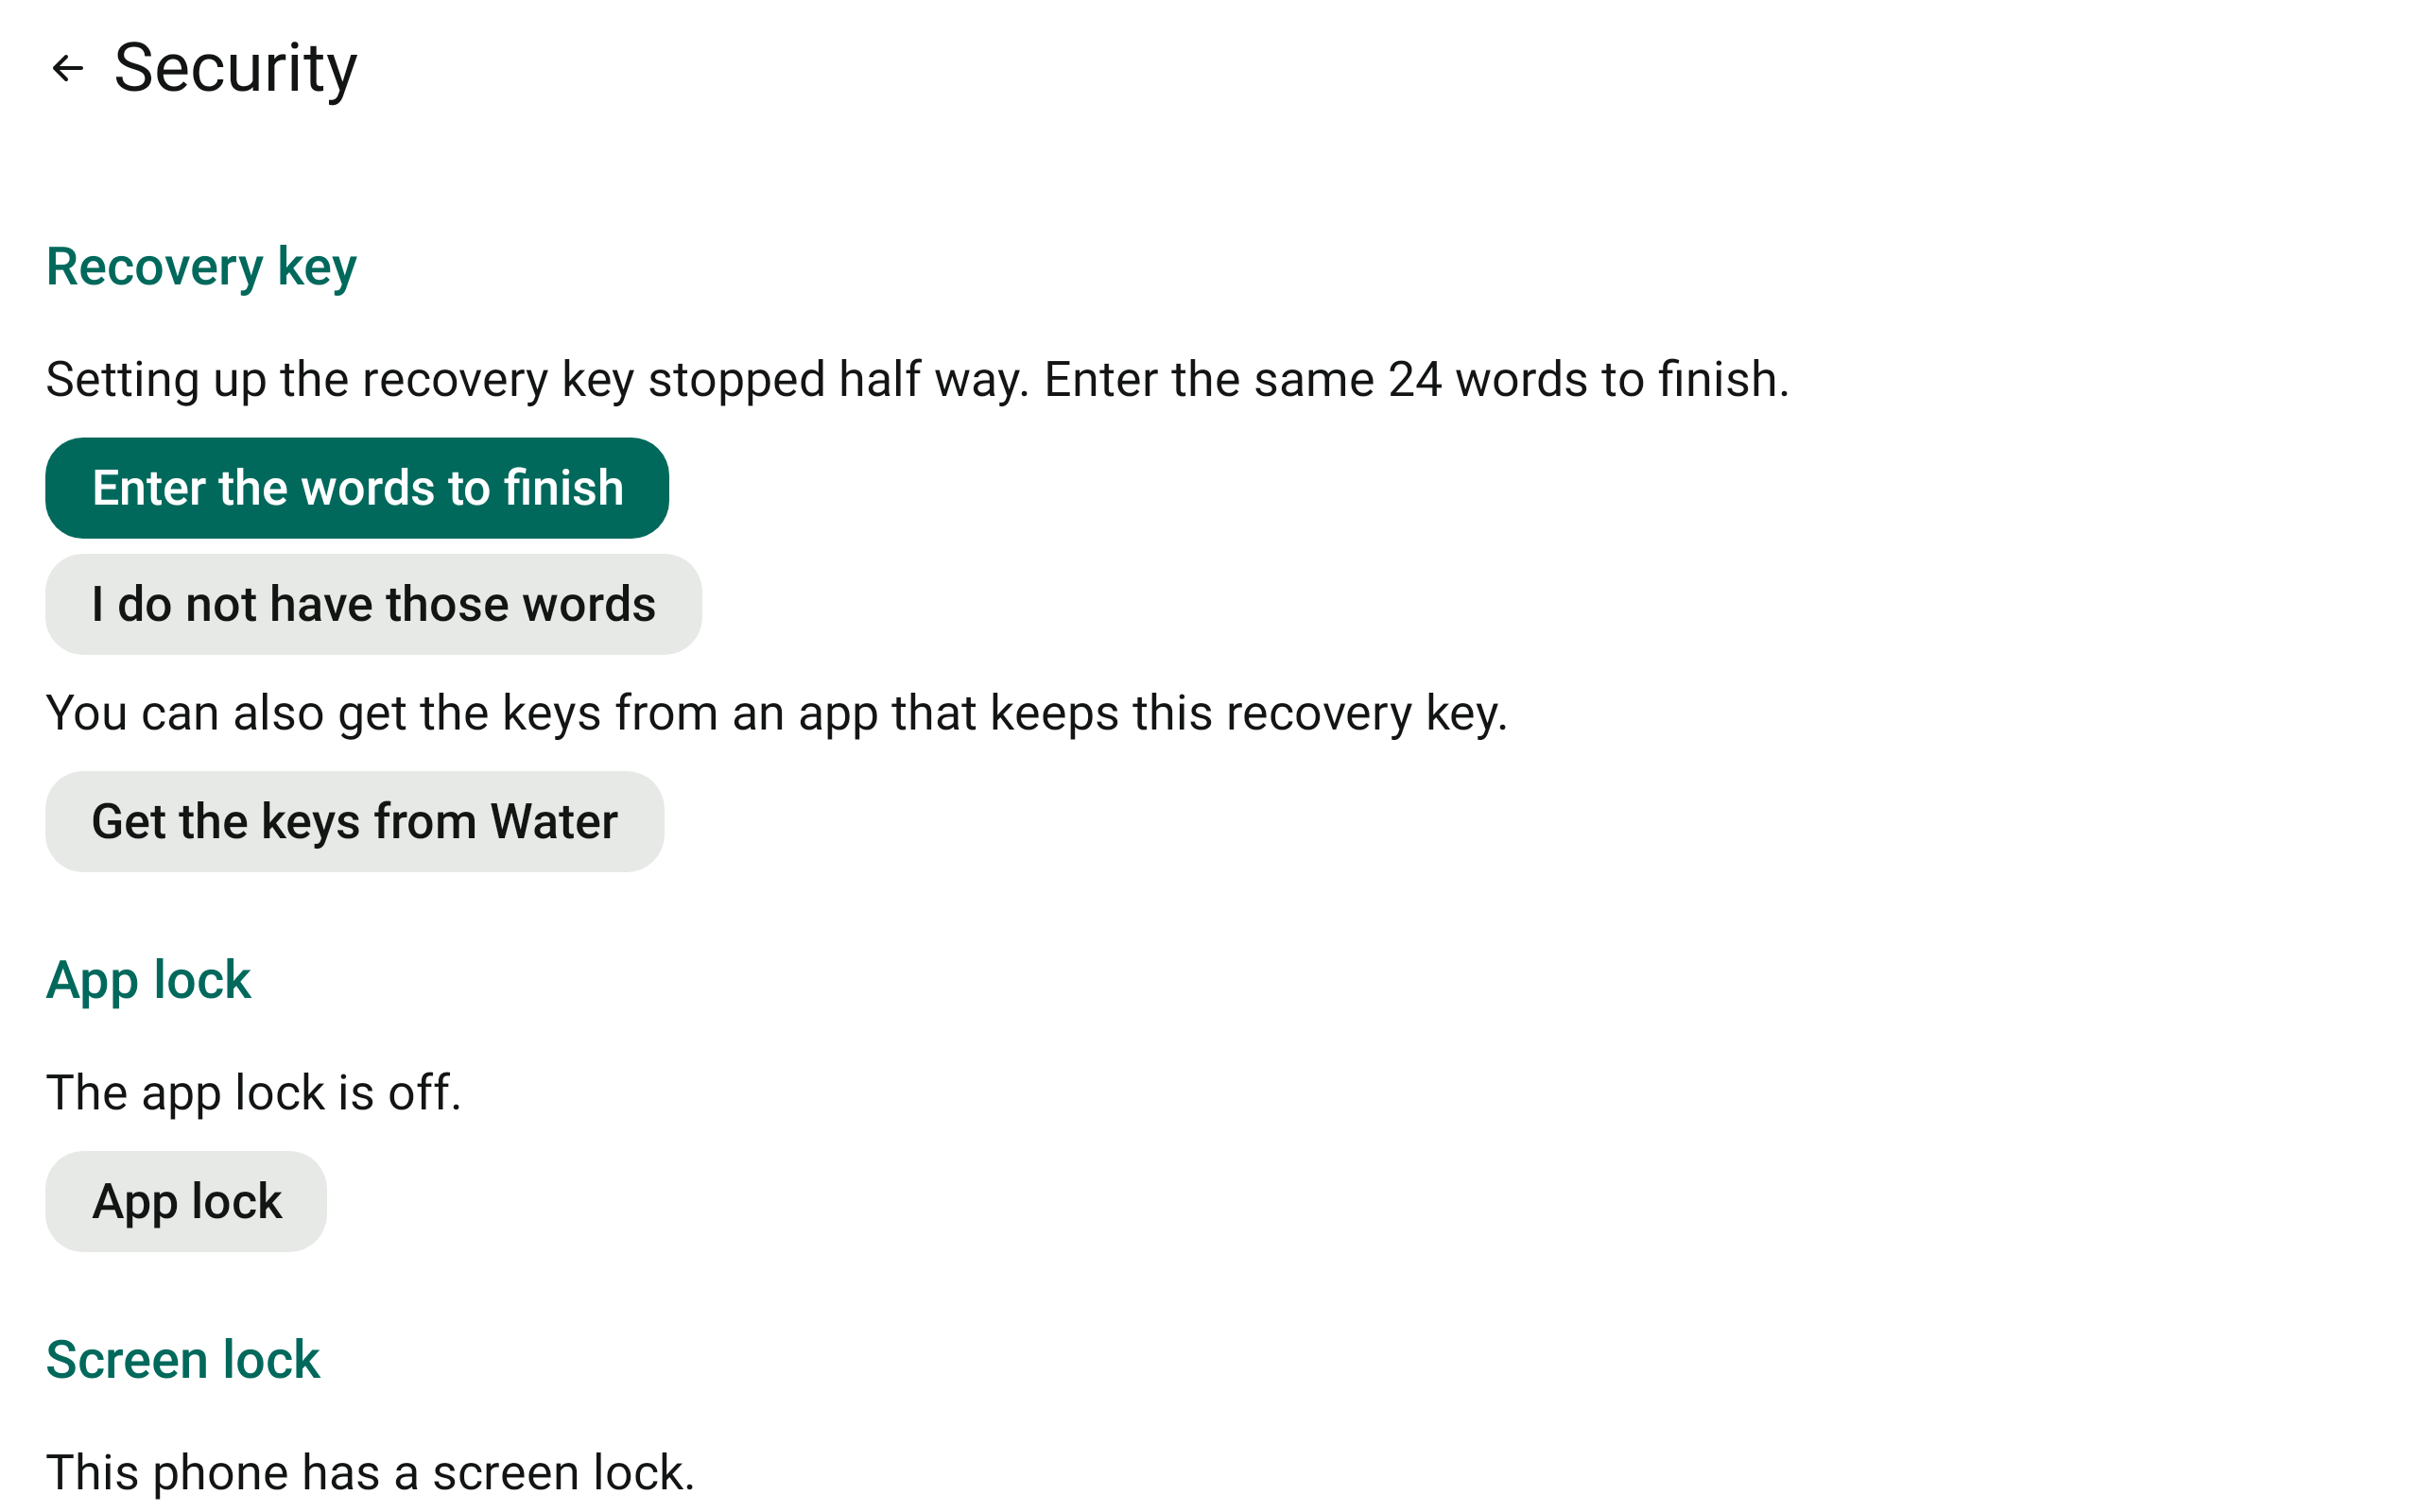 Security
Recovery key
Setting up the recovery key stopped half way. Enter the same 24 words to finish.
Enter the words to finish
I do not have those words
You can also get the keys from an app that keeps this recovery key.
Get the keys from Water
App lock
The app lock is off.
App lock
Screen lock
This phone has a screen lock.